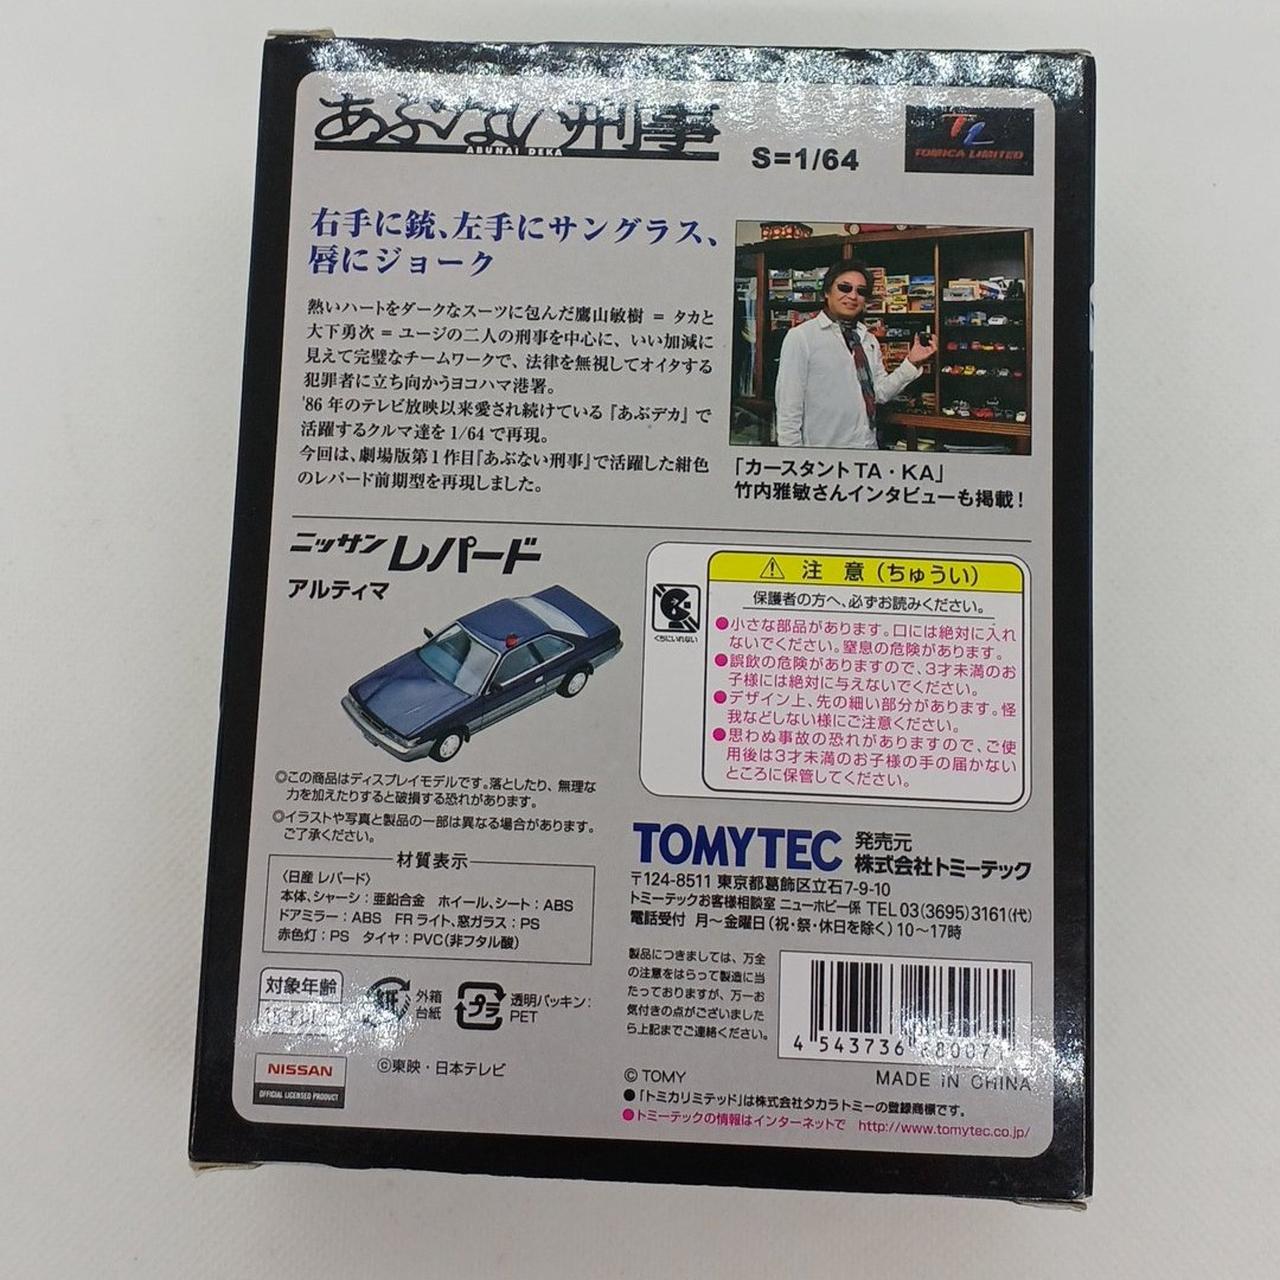 あぶない刑事
ABUNAI DEKA
S=1/64
TL
TOMICA LIMITED
右手に銃、左手にサングラス、
唇にジョーク
熱いハートをダークなスーツに包んだ鷹山敏樹 = タカと
大下勇次 = ユージの二人の刑事を中心に、いい加減に
見えて完璧なチームワークで、法律を無視してオイタする
犯罪者に立ち向かうヨコハマ港署。
'86 年のテレビ放映以来愛され続けている『あぶデカ』で
活躍するクルマ達を 1/64 で再現。
今回は、劇場版第1作目『あぶない刑事』で活躍した紺色
のレパード前期型を再現しました。
「カースタントTA・KA」
竹内雅敏さんインタビューも掲載!
ニッサン レパード
アルティマ
◎この商品はディスプレイモデルです。落としたり、無理な
力を加えたりすると破損する恐れがあります。
◎イラストや写真と製品の一部は異なる場合があります。
ご了承ください。
材質表示
〈日産 レパード〉
本体、シャーシ:亜鉛合金 ホイール、シート:ABS
ドアミラー:ABS FRライト、窓ガラス:PS
赤色灯:PS タイヤ:PVC(非フタル酸)
対象年齢
外箱
台紙
紙
プラ
透明パッキン:
PET
NISSAN
OFFICIAL LICENSED PRODUCT
©東映・日本テレビ
注 意(ちゅうい)
保護者の方へ、必ずお読みください。
くちにいれない
●小さな部品があります。口には絶対に入れ
ないでください。窒息の危険があります。
●誤飲の危険がありますので、3才未満のお
子様には絶対に与えないでください。
●デザイン上、先の細い部分があります。怪
我などしない様にご注意ください。
●思わぬ事故の恐れがありますので、ご使
用後は3才未満のお子様の手の届かない
ところに保管してください。
TOMYTEC 発売元
株式会社トミーテック
〒124-8511 東京都葛飾区立石7-9-10
トミーテックお客様相談室 ニューホビー係 TEL 03(3695)3161(代)
電話受付 月〜金曜日(祝・祭・休日を除く)10〜17時
製品につきましては、万全
の注意をはらって製造に当
たっておりますが、万一お
気付きの点がございました
ら上記までご連絡ください。
4 543736
© TOMY
MADE IN CHINA
●「トミカリミテッド」は株式会社タカラトミーの登録商標です。
●トミーテックの情報はインターネットで http://www.tomytec.co.jp/